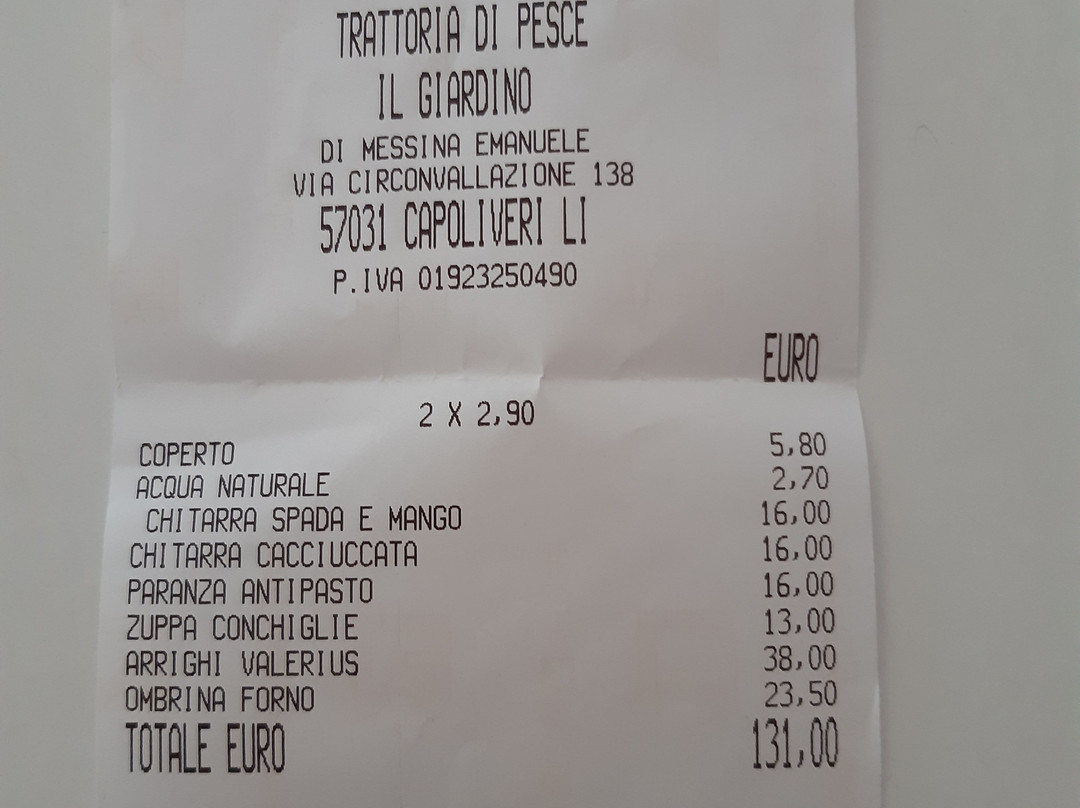 TRATTORIA DI PESCE
IL GIARDINO
DI MESSINA EMANUELE
VIA CIRCONVALLAZIONE 138
57031 CAPOLIVERI LI
P.IVA 01923250490
EURO
2 X 2,90
COPERTO 5,80
ACQUA NATURALE 2,70
CHITARRA SPADA E MANGO 16,00
CHITARRA CACCIUCCATA 16,00
PARANZA ANTIPASTO 16,00
ZUPPA CONCHIGLIE 13,00
ARRIGHI VALERIUS 38,00
OMBRINA FORNO 23,50
TOTALE EURO 131,00